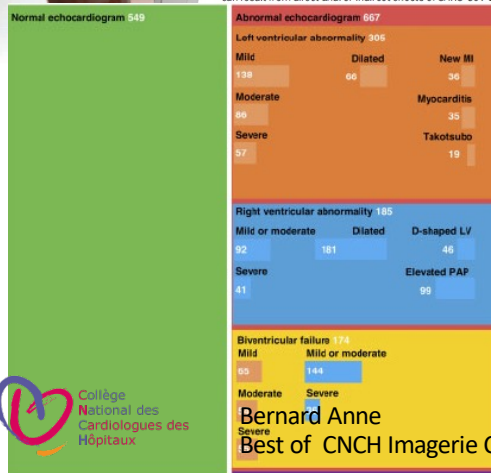 Normal echocardiogram 549
Abnormal echocardiogram 667
Left ventricular abnormality 305
Mild Dilated New MI
138 66 36
Moderate Myocarditis
86 35
Severe Takotsubo
57 19
Right ventricular abnormality 185
Mild or moderate Dilated D-shaped LV
92 181 46
Severe Elevated PAP
41 99
Biventricular failure 174
Mild Mild or moderate
65 144
Moderate Severe
Severe
Collège
National des
Cardiologues des
Hôpitaux
Bernard Anne
Best of CNCH Imagerie